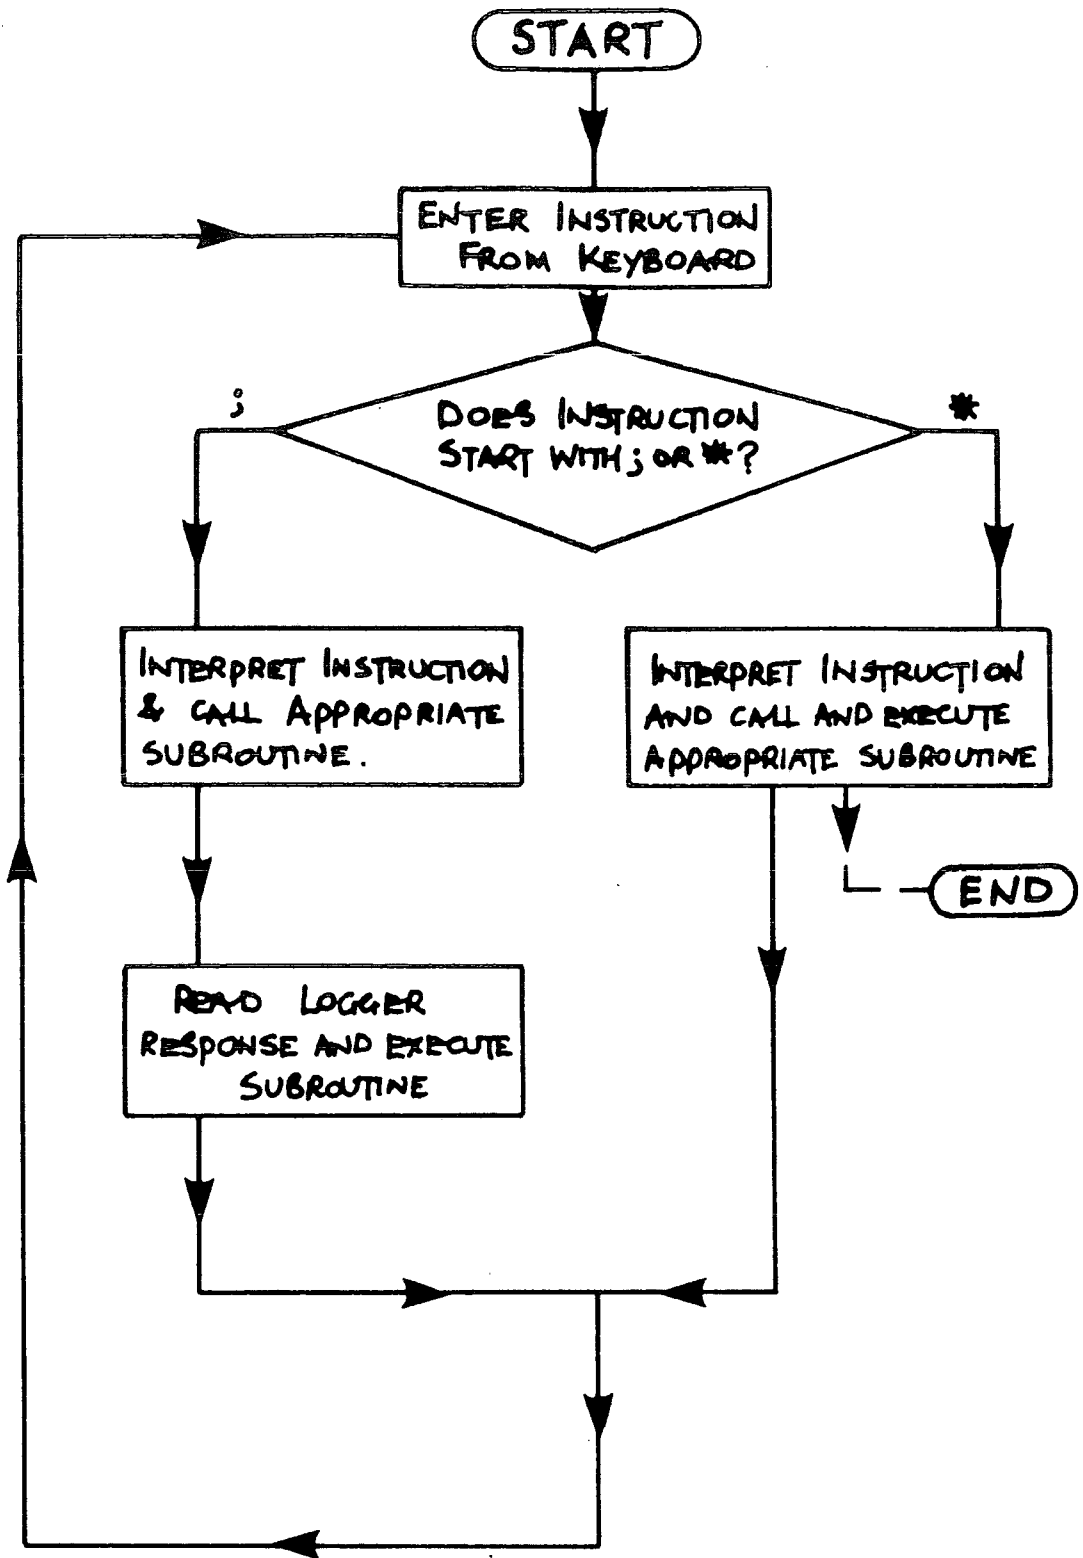 START
ENTER INSTRUCTION
FROM KEYBOARD
;
*
DOES INSTRUCTION
START WITH ; OR *?
INTERPRET INSTRUCTION
& CALL APPROPRIATE
SUBROUTINE.
INTERPRET INSTRUCTION
AND CALL AND EXECUTE
APPROPRIATE SUBROUTINE
END
READ LOGGER
RESPONSE AND EXECUTE
SUBROUTINE